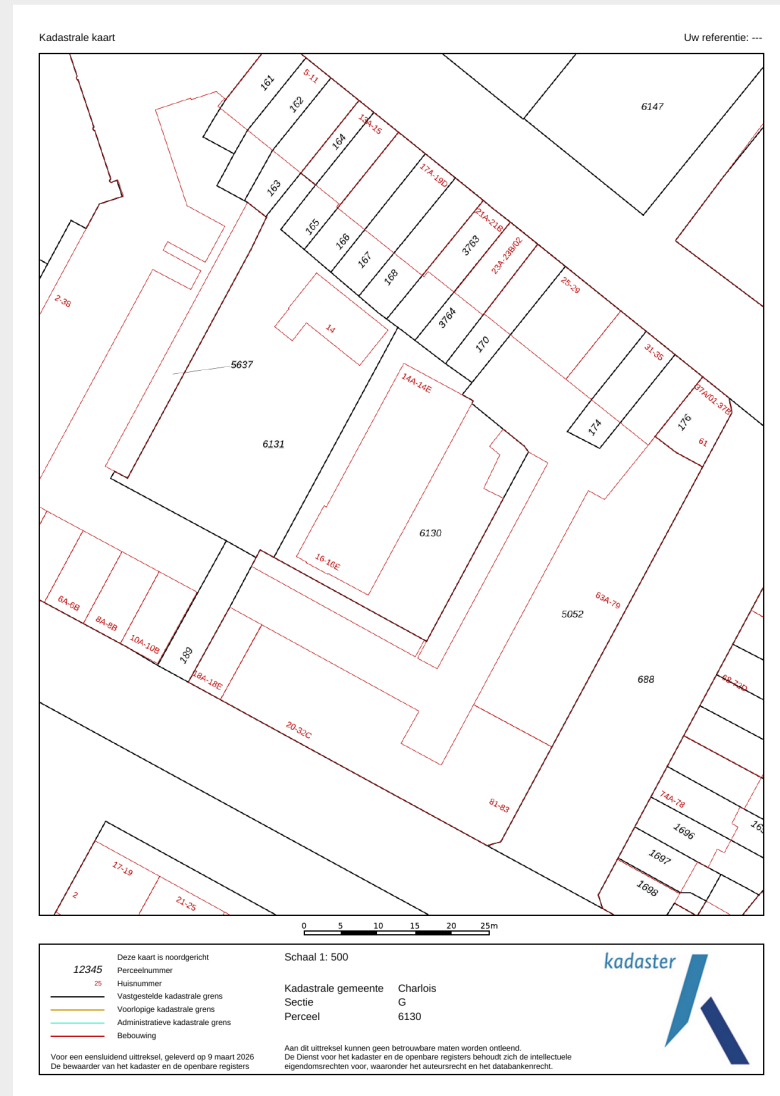 Kadastrale kaart
Uw referentie: ---
161
5-11
162
6147
13A-15
164
17A-19D
163
165
21A-21B
166
3763
23A-23B/02
167
168
25-29
2-38
3764
14
170
31-35
5637
14A-14E
37A/01-37B
176
174
61
6131
6130
16-16E
63A-79
5052
6A-6B
8A-8B
10A-10B
189
18A-18E
688
20-32C
74A-78
81-83
1696
1697
1698
17-19
2
21-25
0 5 10 15 20 25m
Deze kaart is noordgericht
12345 Perceelnummer
25 Huisnummer
Vastgestelde kadastrale grens
Voorlopige kadastrale grens
Administratieve kadastrale grens
Bebouwing
Voor een eensluidend uittreksel, geleverd op 9 maart 2026
De bewaarder van het kadaster en de openbare registers
Schaal 1: 500
Kadastrale gemeente Charlois
Sectie G
Perceel 6130
Aan dit uittreksel kunnen geen betrouwbare maten worden ontleend.
De Dienst voor het kadaster en de openbare registers behoudt zich de intellectuele
eigendomsrechten voor, waaronder het auteursrecht en het databankenrecht.
kadaster